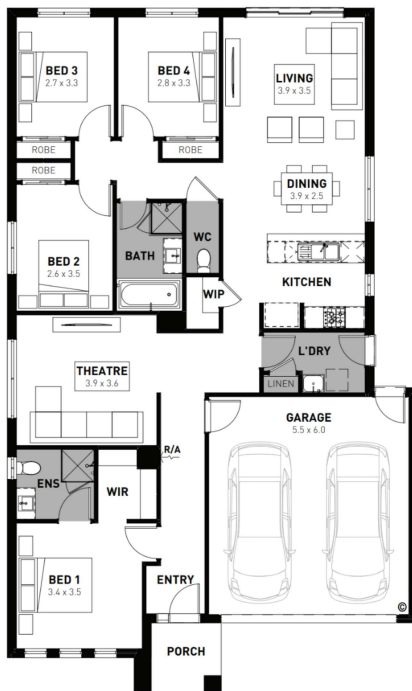 BED 3
2.7 x 3.3
BED 4
2.8 x 3.3
LIVING
3.9 x 3.5
ROBE
ROBE
ROBE
DINING
3.9 x 2.5
BED 2
2.6 x 3.5
BATH
WC
KITCHEN
WIP
L'DRY
LINEN
THEATRE
3.9 x 3.6
GARAGE
5.5 x 6.0
R/A
ENS
WIR
BED 1
3.4 x 3.5
ENTRY
©
PORCH